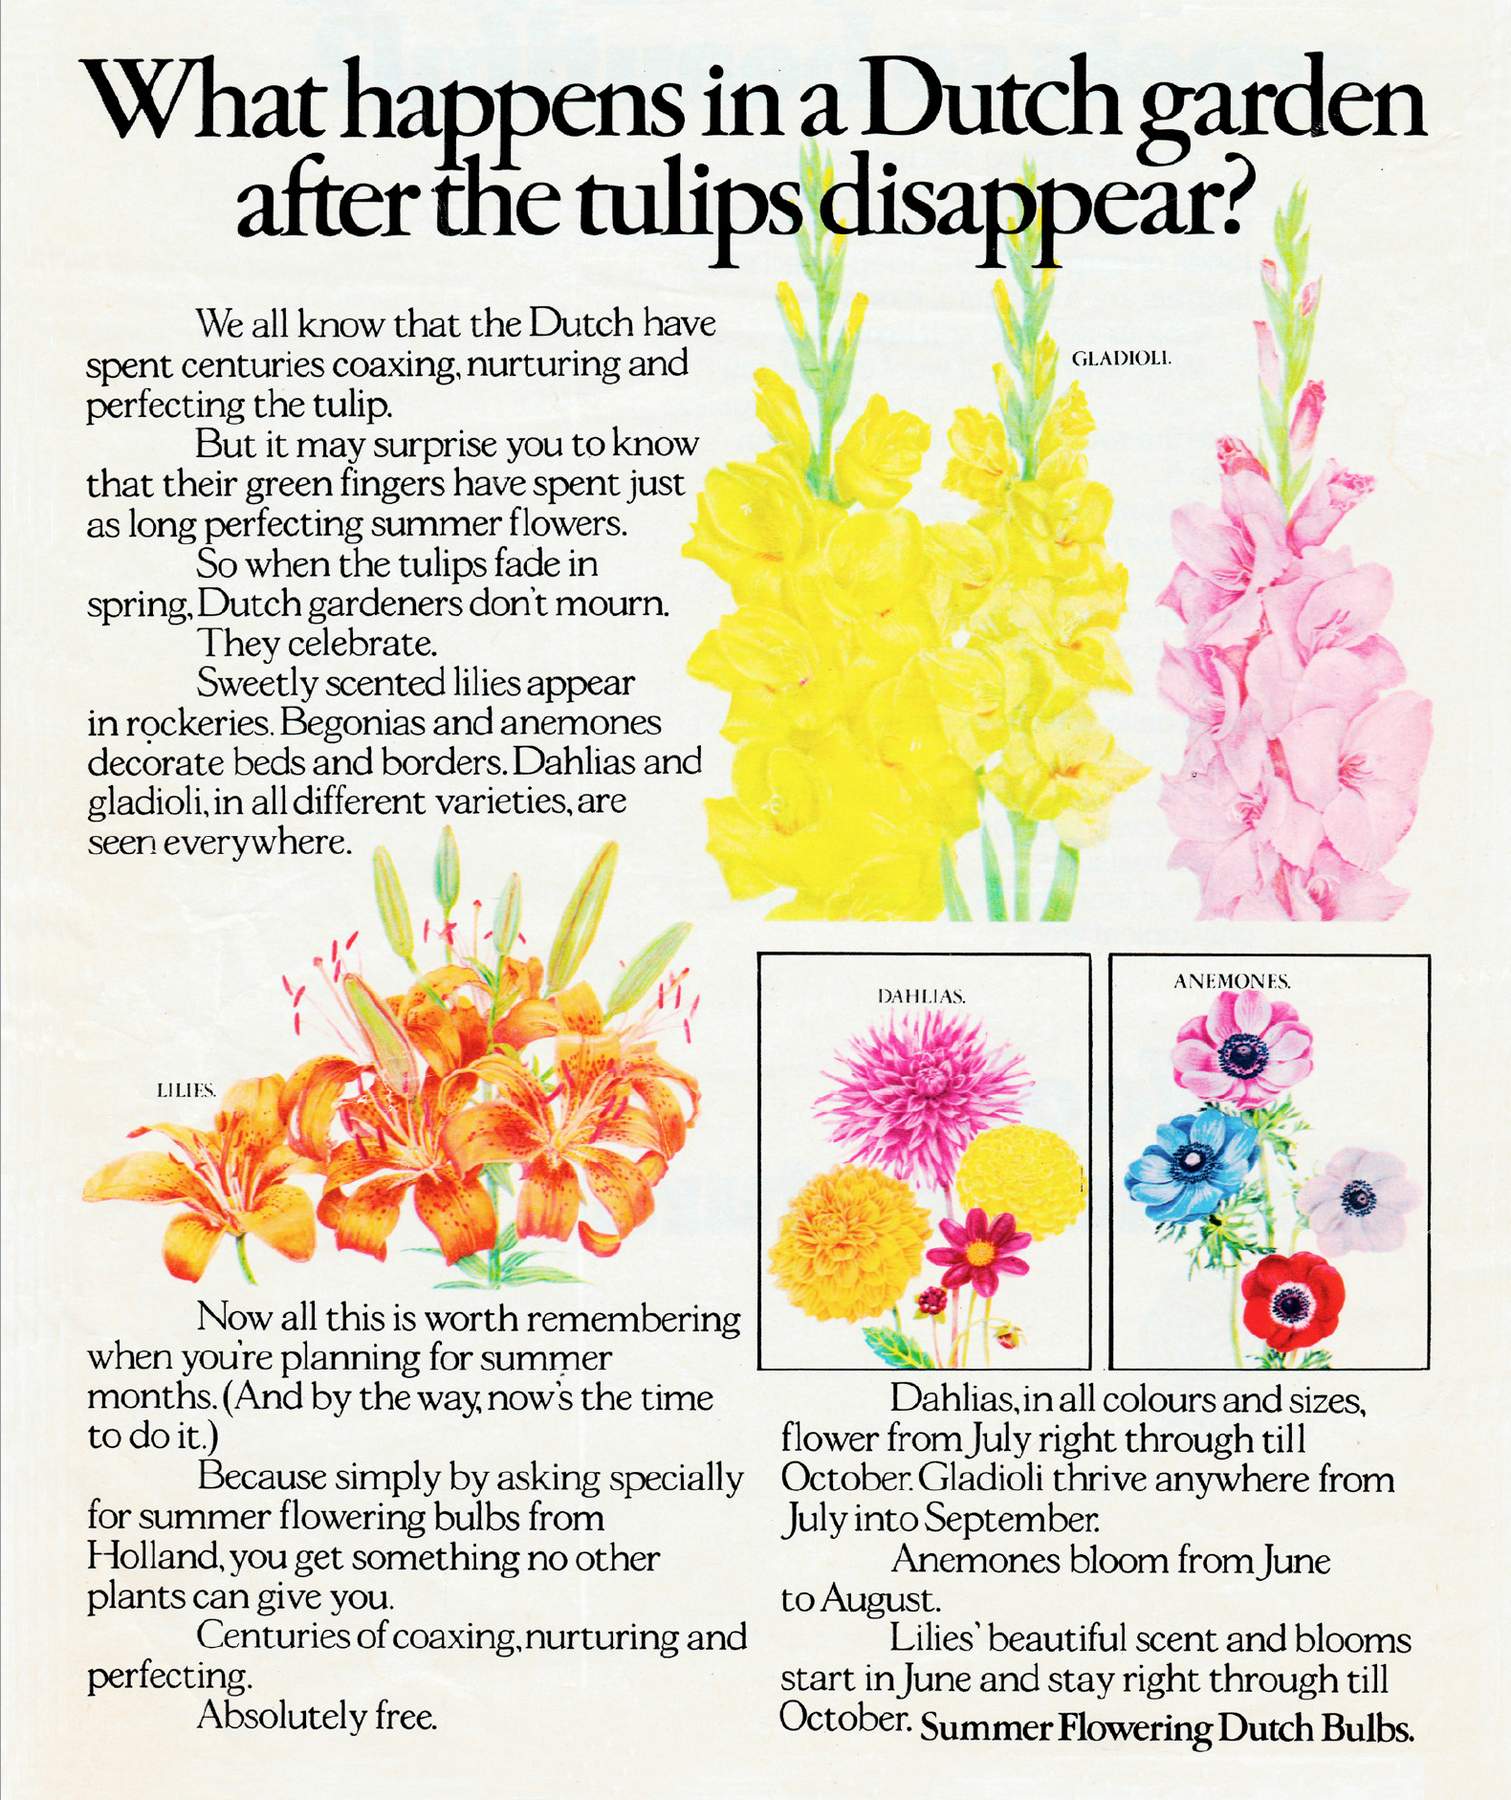 What happens in a Dutch garden
after the tulips disappear?
We all know that the Dutch have
spent centuries coaxing, nurturing and
perfecting the tulip.
But it may surprise you to know
that their green fingers have spent just
as long perfecting summer flowers.
So when the tulips fade in
spring, Dutch gardeners don't mourn.
They celebrate.
Sweetly scented lilies appear
in rockeries. Begonias and anemones
decorate beds and borders. Dahlias and
gladioli, in all different varieties, are
seen everywhere.
GLADIOLI.
LILIES.
DAHLIAS.
ANEMONES.
Now all this is worth remembering
when you're planning for summer
months. (And by the way, now's the time
to do it.)
Because simply by asking specially
for summer flowering bulbs from
Holland, you get something no other
plants can give you.
Centuries of coaxing, nurturing and
perfecting.
Absolutely free.
Dahlias, in all colours and sizes,
flower from July right through till
October. Gladioli thrive anywhere from
July into September.
Anemones bloom from June
to August.
Lilies' beautiful scent and blooms
start in June and stay right through till
October. Summer Flowering Dutch Bulbs.